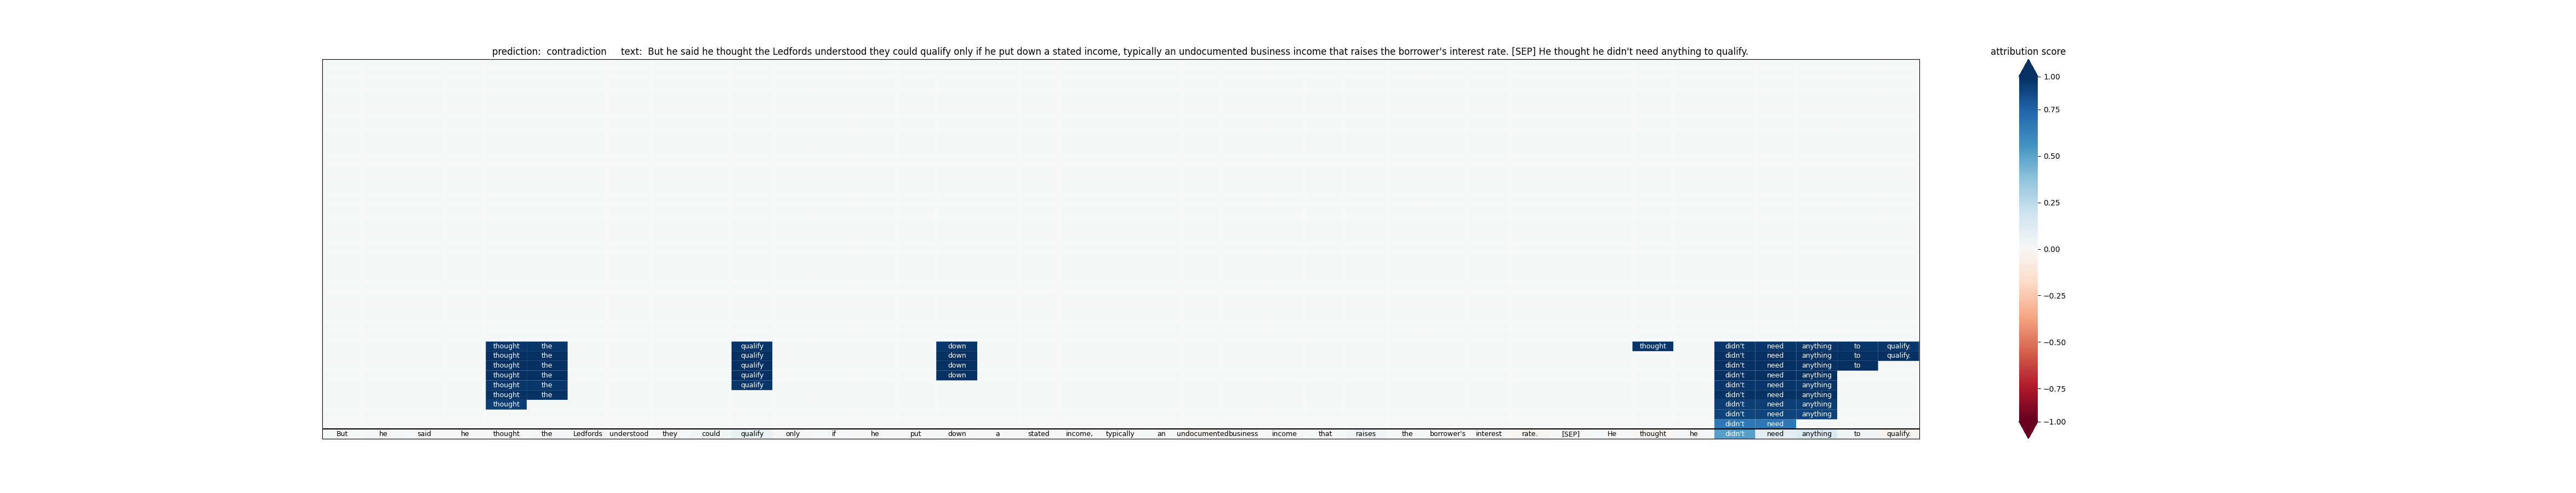 prediction: contradiction text: But he said he thought the Ledfords understood they could qualify only if he put down a stated income, typically an undocumented business income that raises the borrower's interest rate. [SEP] He thought he didn't need anything to qualify.
attribution score
1.00
0.75
0.50
0.25
0.00
−0.25
−0.50
−0.75
−1.00
thought the qualify down thought didn't need anything to qualify.
thought the qualify down didn't need anything to qualify.
thought the qualify down didn't need anything to
thought the qualify down didn't need anything
thought the qualify didn't need anything
thought the didn't need anything
thought didn't need anything
didn't need anything
didn't need
But he said he thought the Ledfords understood they could qualify only if he put down a stated income, typically an undocumented business income that raises the borrower's interest rate. [SEP] He thought he didn't need anything to qualify.